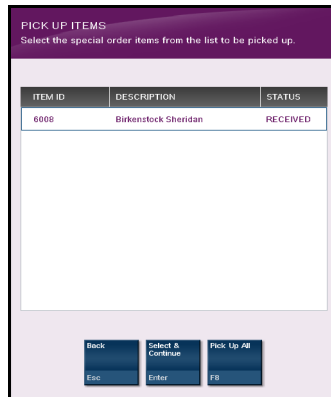 PICK UP ITEMS
Select the special order items from the list to be picked up.
ITEM ID DESCRIPTION STATUS
6008 Birkenstock Sheridan RECEIVED
Back Select & Continue Pick Up All
Esc Enter F8